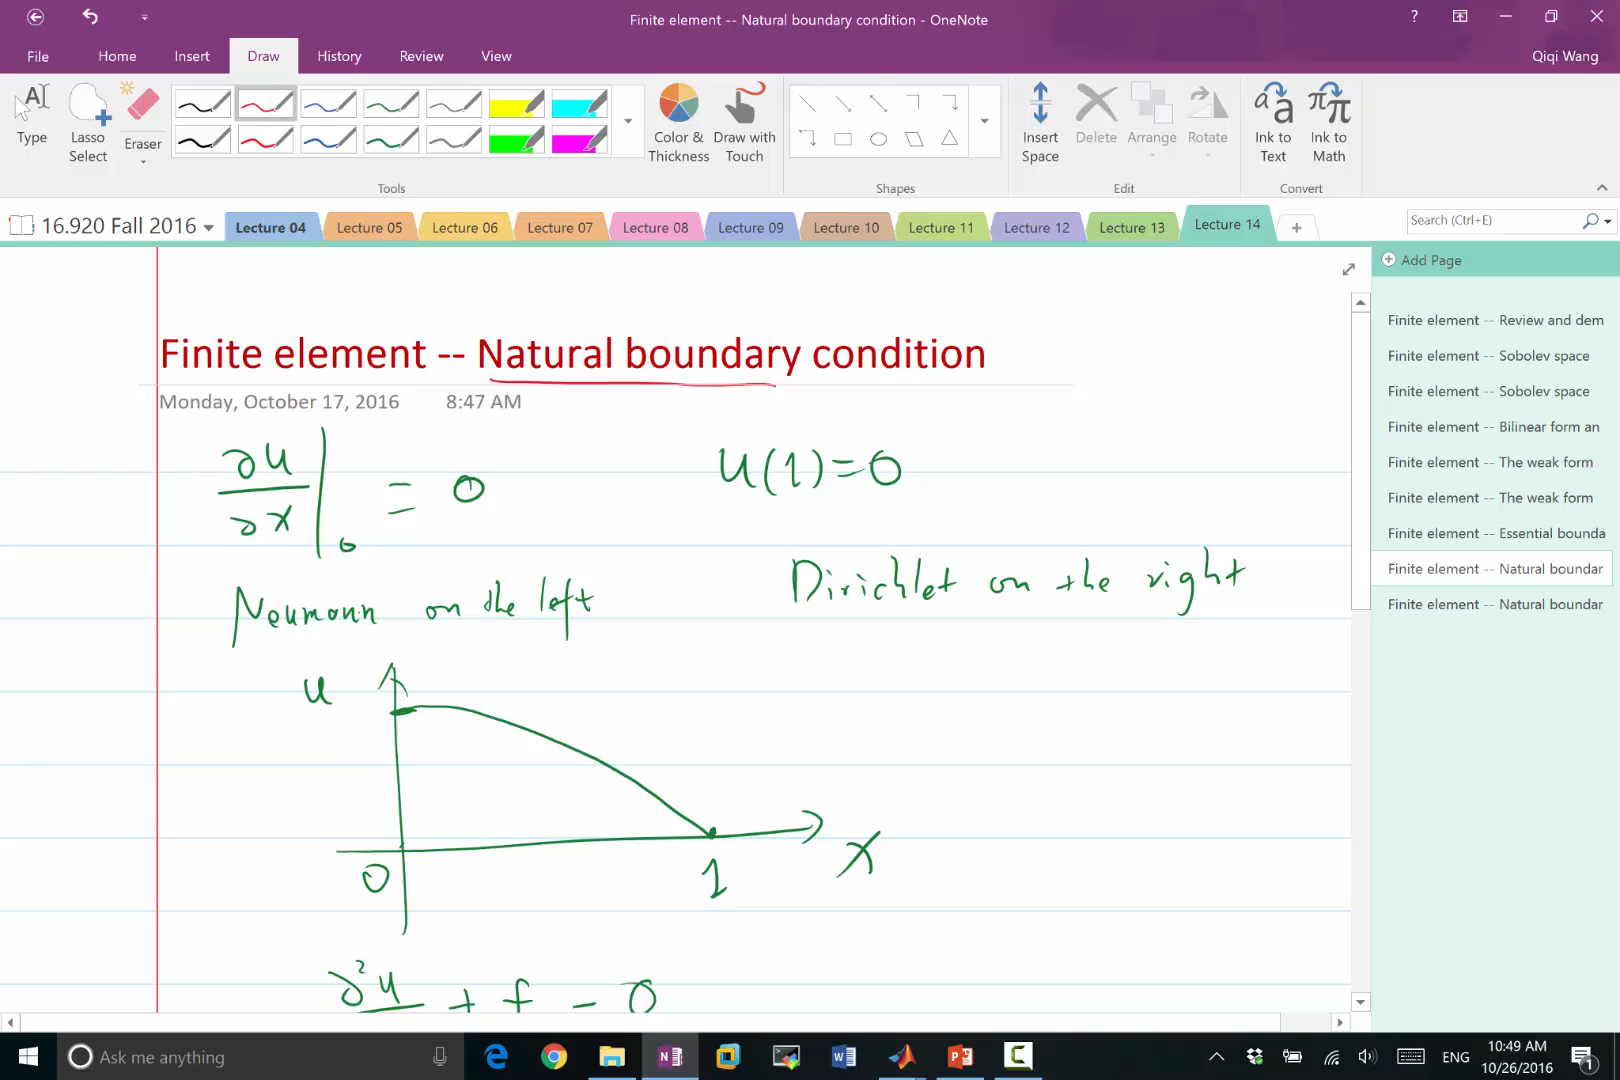 Finite element -- Natural boundary condition - OneNote
?
File Home Insert Draw History Review View
Qiqi Wang
Type
Lasso Select
Eraser
Color & Thickness
Draw with Touch
Insert Space
Delete
Arrange
Rotate
Ink to Text
Ink to Math
Tools Shapes Edit Convert
16.920 Fall 2016
Lecture 04 Lecture 05 Lecture 06 Lecture 07 Lecture 08 Lecture 09 Lecture 10 Lecture 11 Lecture 12 Lecture 13 Lecture 14
Search (Ctrl+E)
Add Page
Finite element -- Review and dem
Finite element -- Sobolev space
Finite element -- Sobolev space
Finite element -- Bilinear form an
Finite element -- The weak form
Finite element -- The weak form
Finite element -- Essential bounda
Finite element -- Natural boundar
Finite element -- Natural boundar
Finite element -- Natural boundary condition
Monday, October 17, 2016 8:47 AM
∂u/∂x|₀ = 0
u(1)=0
Neumann on the left
Dirichlet on the right
u
0
1
x
∂²u + f = 0
Ask me anything
ENG
10:49 AM
10/26/2016
1